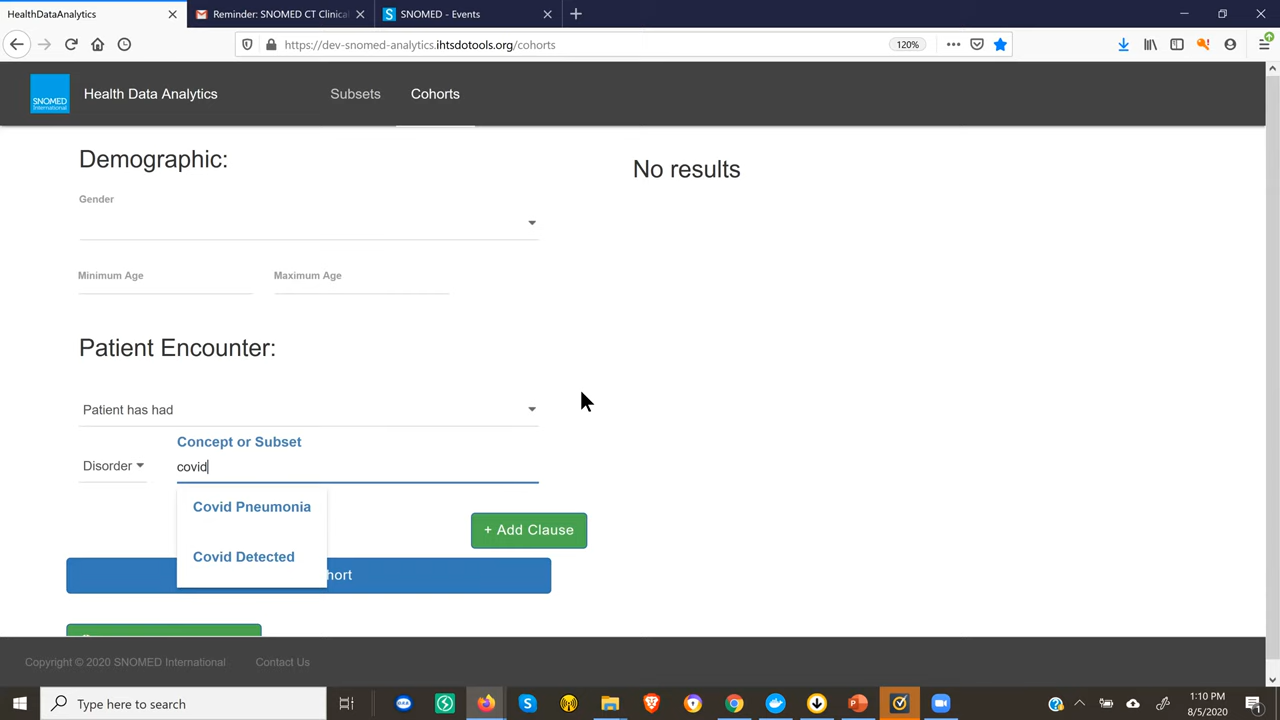 HealthDataAnalytics
Reminder: SNOMED CT Clinical
SNOMED - Events
https://dev-snomed-analytics.ihtsdotools.org/cohorts
120%
SNOMED
International
Health Data Analytics
Subsets
Cohorts
Demographic:
No results
Gender
Minimum Age
Maximum Age
Patient Encounter:
Patient has had
Concept or Subset
Disorder
covid
Covid Pneumonia
+ Add Clause
Covid Detected
hort
Copyright © 2020 SNOMED International
Contact Us
Type here to search
1:10 PM
8/5/2020